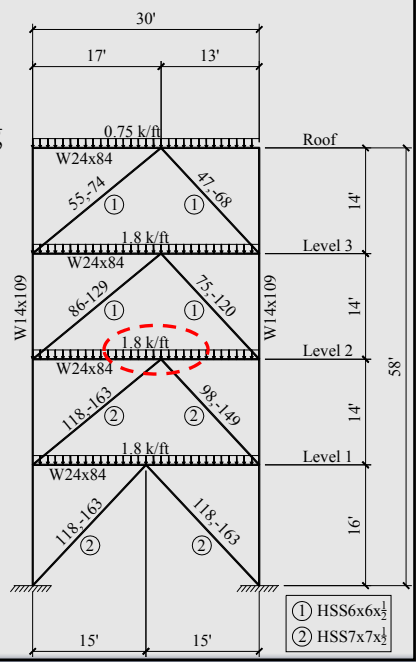 30'
17' 13'
0.75 k/ft
Roof
W24x84
55,-74
47,-68
1
1
14'
1.8 k/ft
Level 3
W24x84
W14x109
W14x109
86-129
75,-120
1
1
14'
58'
1.8 k/ft
Level 2
W24x84
118,-163
98,-149
2
2
14'
1.8 k/ft
Level 1
W24x84
118,-163
118,-163
2
2
16'
1 HSS6x6x½
2 HSS7x7x½
15' 15'